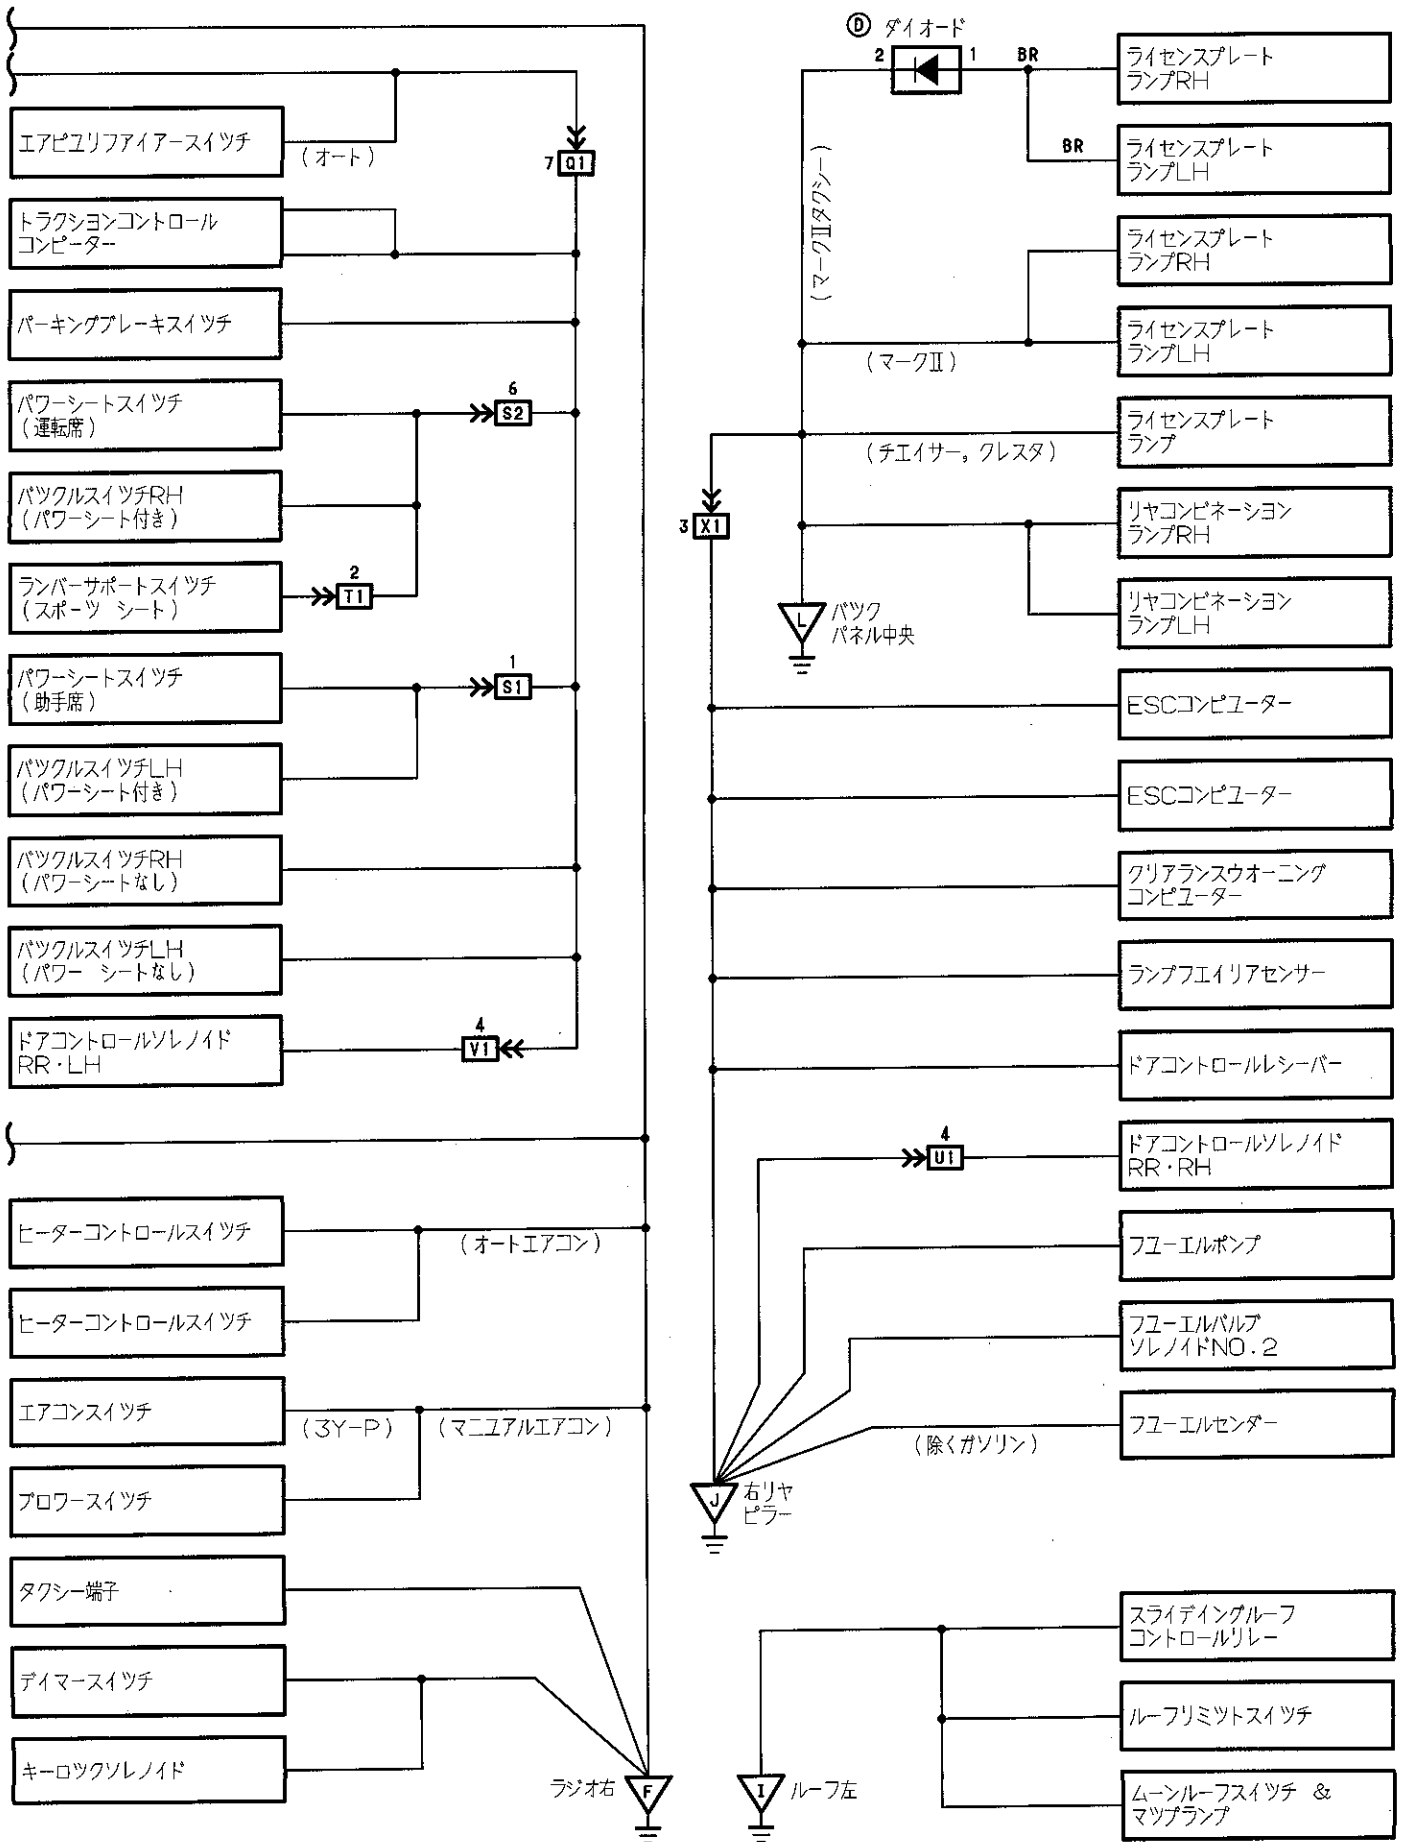 エアピユリフアイアースイツチ
(オート)
7 Q1
トラクシヨンコントロール
コンピーター
パーキングブレーキスイツチ
パワーシートスイツチ
(運転席)
6
S2
バツクルスイツチRH
(パワーシート付き)
ランバーサポートスイツチ
(スポーツ シート)
2
T1
パワーシートスイツチ
(助手席)
1
S1
バツクルスイツチLH
(パワーシート付き)
バツクルスイツチRH
(パワーシートなし)
バツクルスイツチLH
(パワー シートなし)
ドアコントロールソレノイド
RR・LH
4
V1
ヒーターコントロールスイツチ
(オートエアコン)
ヒーターコントロールスイツチ
エアコンスイツチ
(3Y-P) (マニユアルエアコン)
ブロワースイツチ
タクシー端子
デイマースイツチ
キーロツクソレノイド
ラジオ右 F
D ダイオード
2 1 BR
ライセンスプレート
ランプRH
BR
ライセンスプレート
ランプLH
(マークⅡタクシー)
ライセンスプレート
ランプRH
ライセンスプレート
ランプLH
(マークⅡ)
ライセンスプレート
ランプ
(チエイサー,クレスタ)
3 X1
リヤコンビネーシヨン
ランプRH
リヤコンビネーシヨン
ランプLH
L バツク
パネル中央
ESCコンピユーター
ESCコンピユーター
クリアランスウオーニング
コンピユーター
ランプフエイリアセンサー
ドアコントロールレシーバー
4
U1
ドアコントロールソレノイド
RR・RH
フユーエルポンプ
フユーエルバルブ
ソレノイドNO.2
フユーエルセンダー
(除くガソリン)
J 右リヤ
ピラー
スライデイングルーフ
コントロールリレー
ルーフリミツトスイツチ
ムーンルーフスイツチ &
マツプランプ
I ルーフ左